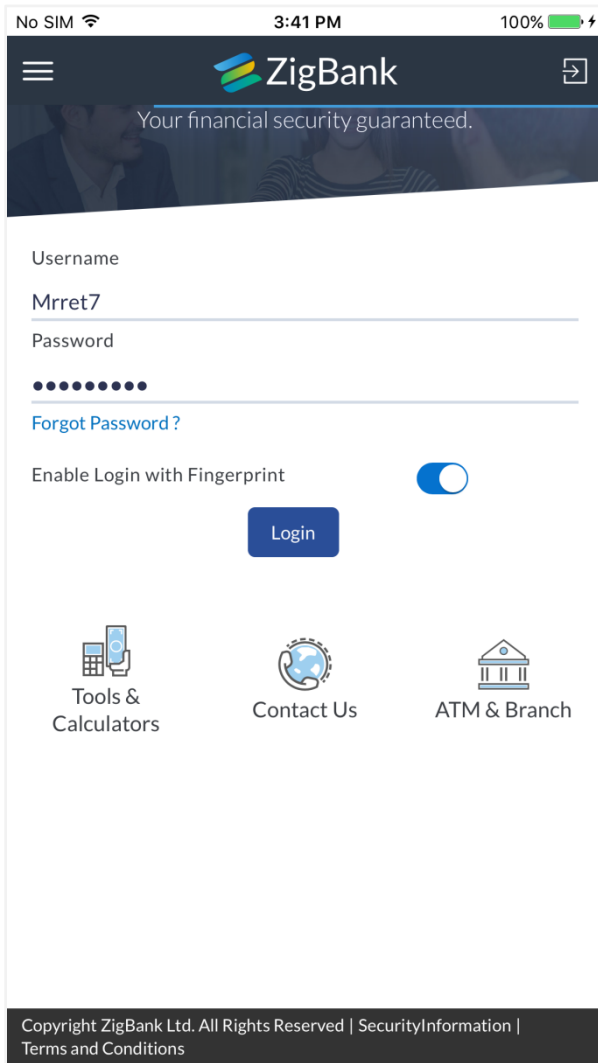 No SIM 3:41 PM 100%
ZigBank
Your financial security guaranteed.
Username
Mrret7
Password
•••••••••
Forgot Password ?
Enable Login with Fingerprint
Login
Tools &
Calculators
Contact Us
ATM & Branch
Copyright ZigBank Ltd. All Rights Reserved | SecurityInformation |
Terms and Conditions